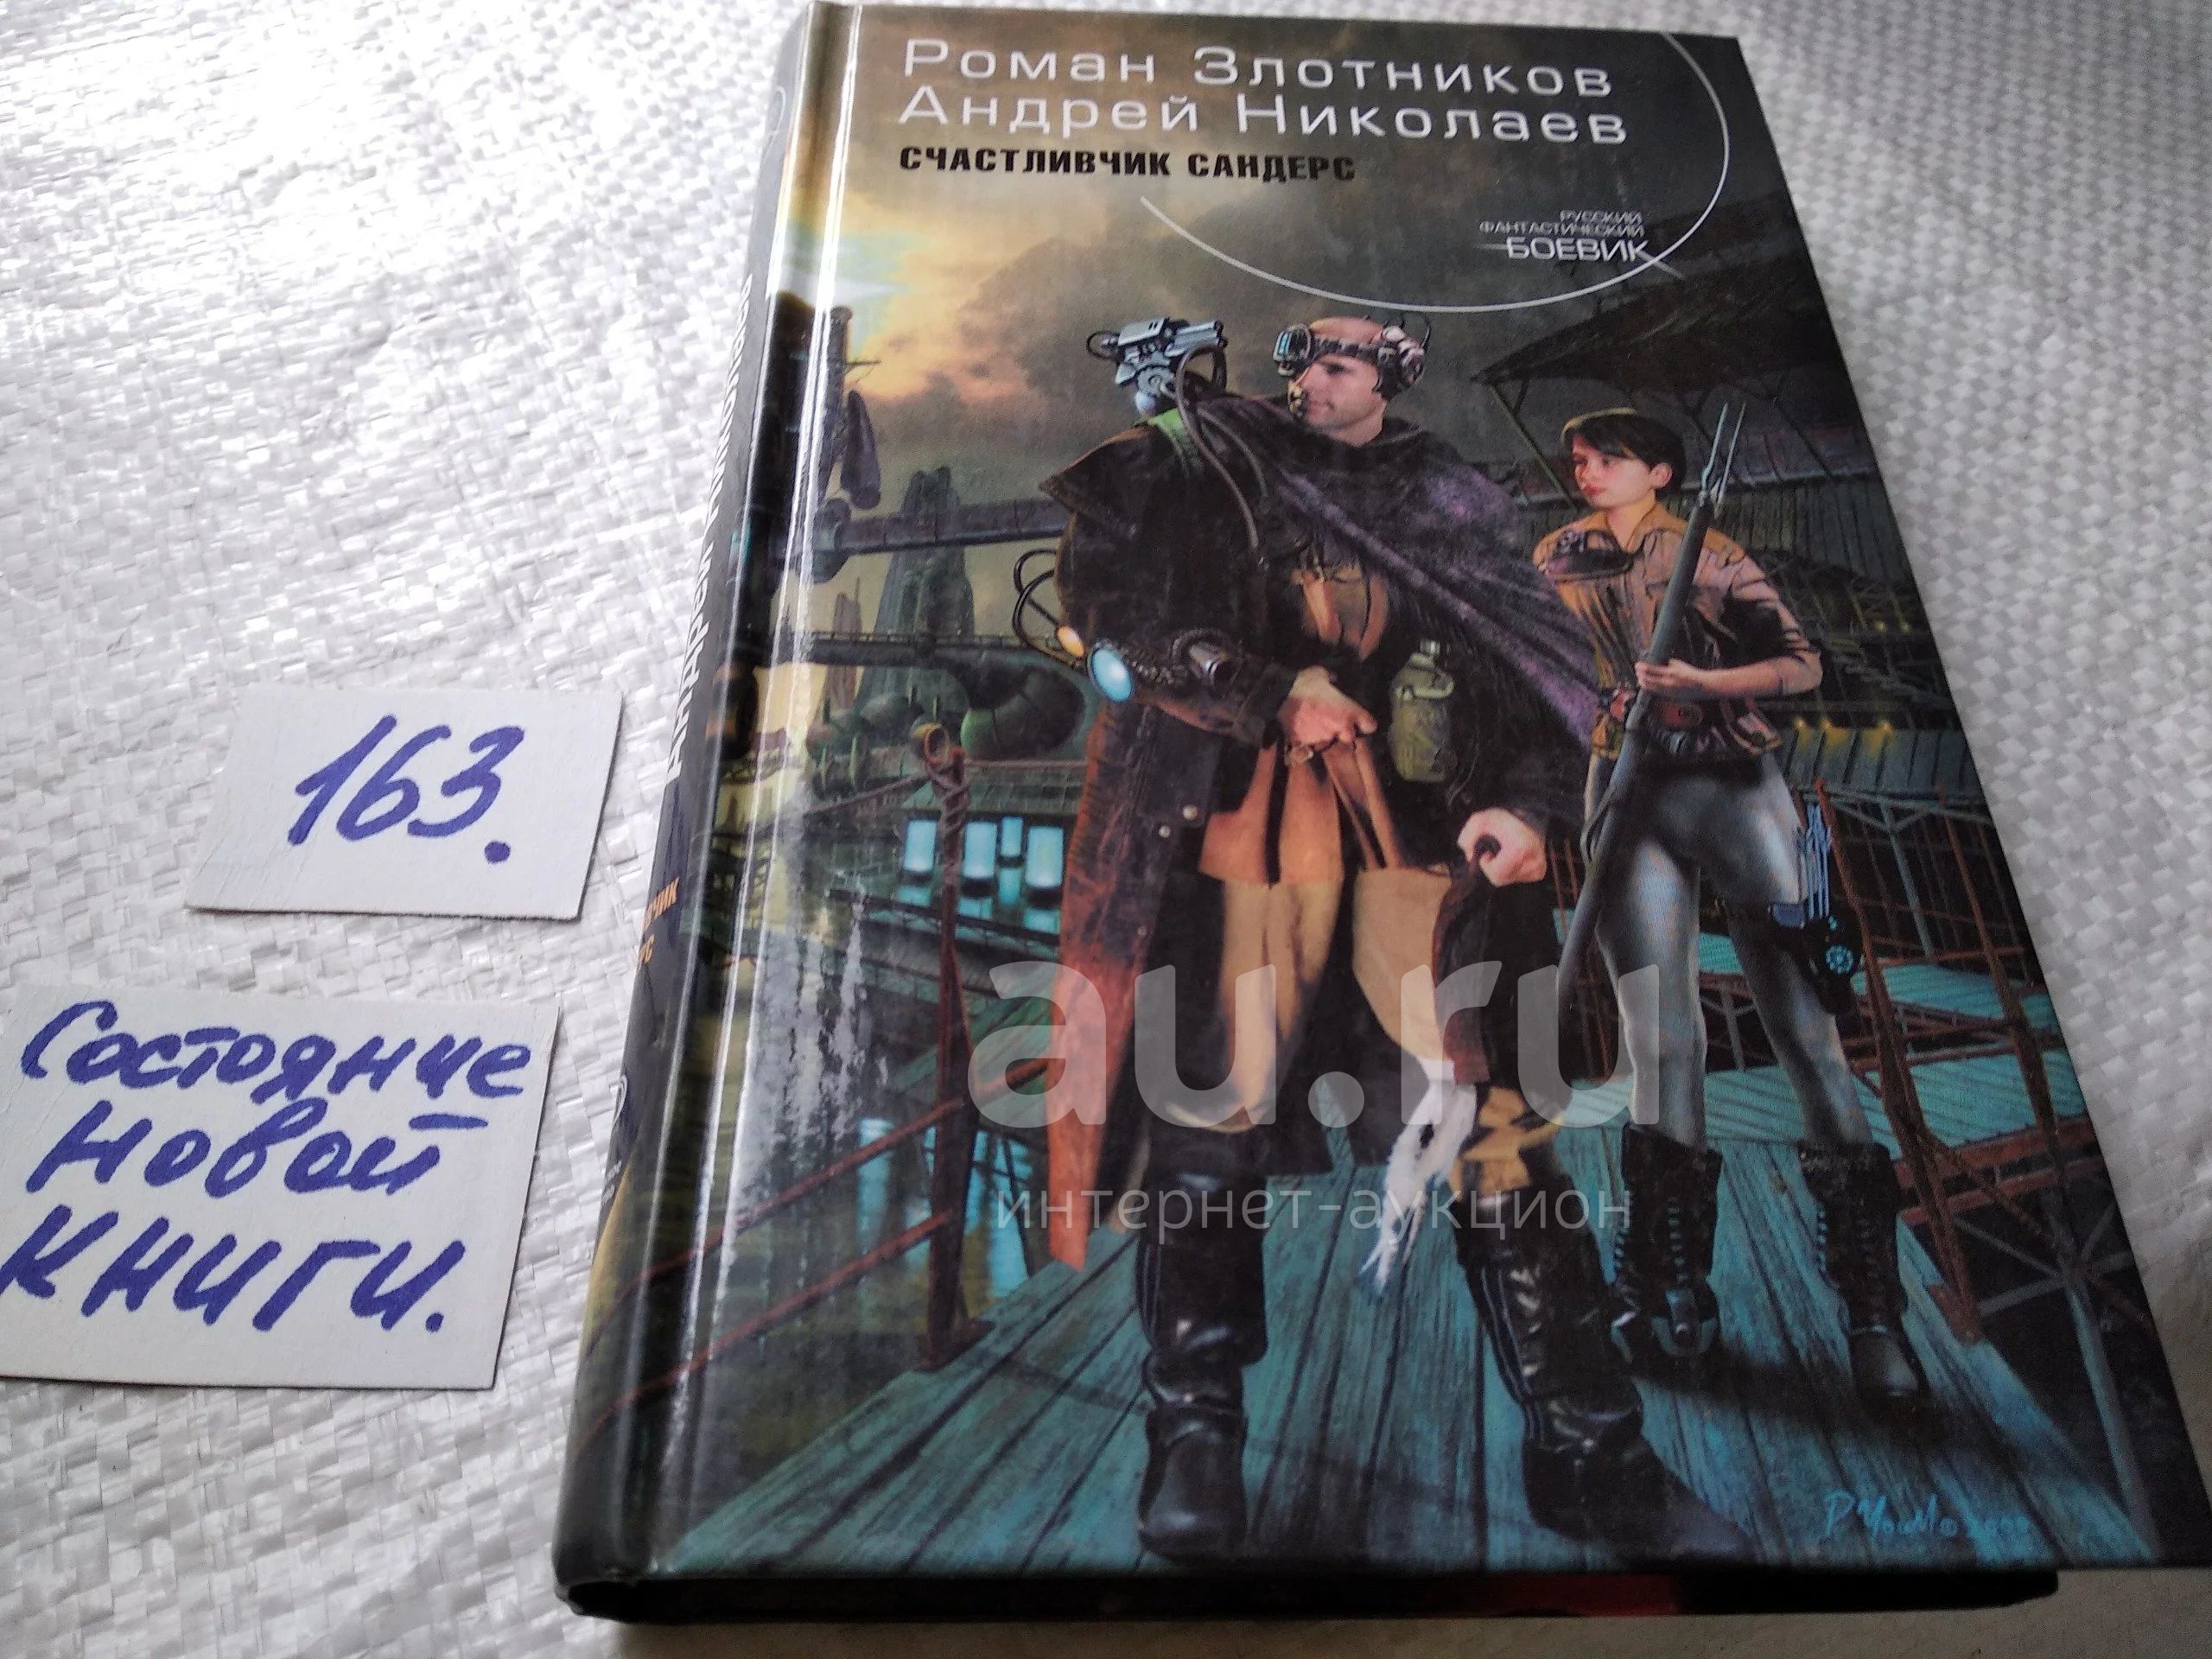 Роман Злотников
Андрей Николаев
СЧАСТЛИВЧИК САНДЕРС
РУССКИЙ
ФАНТАСТИЧЕСКИЙ
БОЕВИК
163.
Состояние
новой
книги.
au.ru
интернет-аукцион